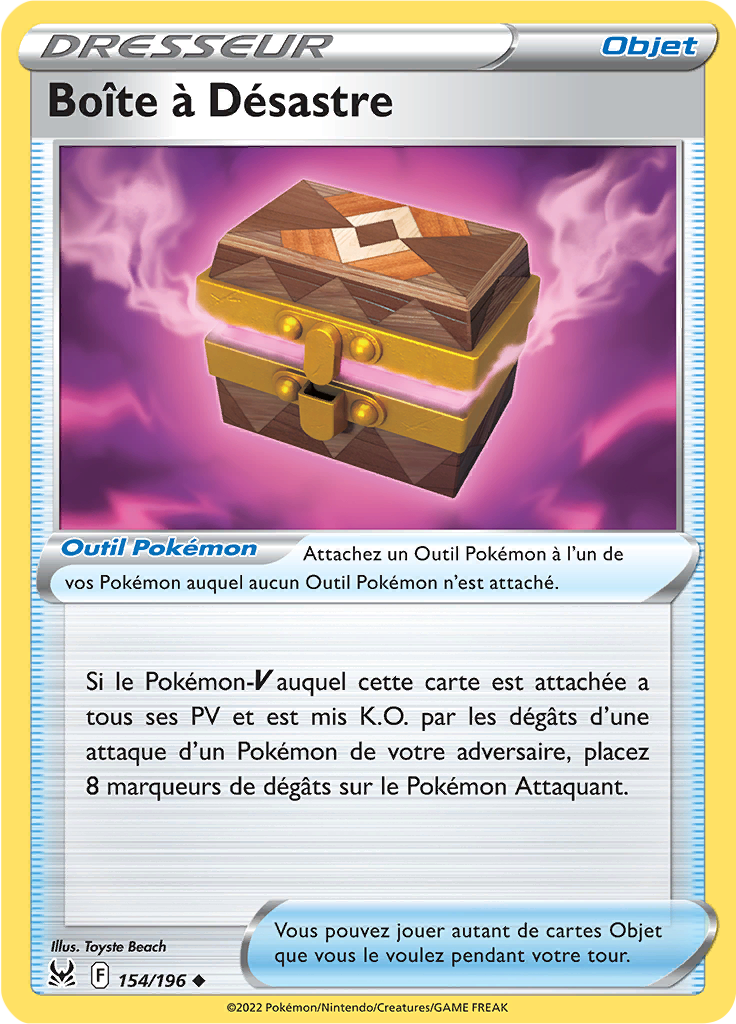 DRESSEUR
Objet
Boîte à Désastre
Outil Pokémon Attachez un Outil Pokémon à l'un de
vos Pokémon auquel aucun Outil Pokémon n'est attaché.
Si le Pokémon-V auquel cette carte est attachée a
tous ses PV et est mis K.O. par les dégâts d'une
attaque d'un Pokémon de votre adversaire, placez
8 marqueurs de dégâts sur le Pokémon Attaquant.
Vous pouvez jouer autant de cartes Objet
que vous le voulez pendant votre tour.
Illus. Toyste Beach
F 154/196 ◆
©2022 Pokémon/Nintendo/Creatures/GAME FREAK